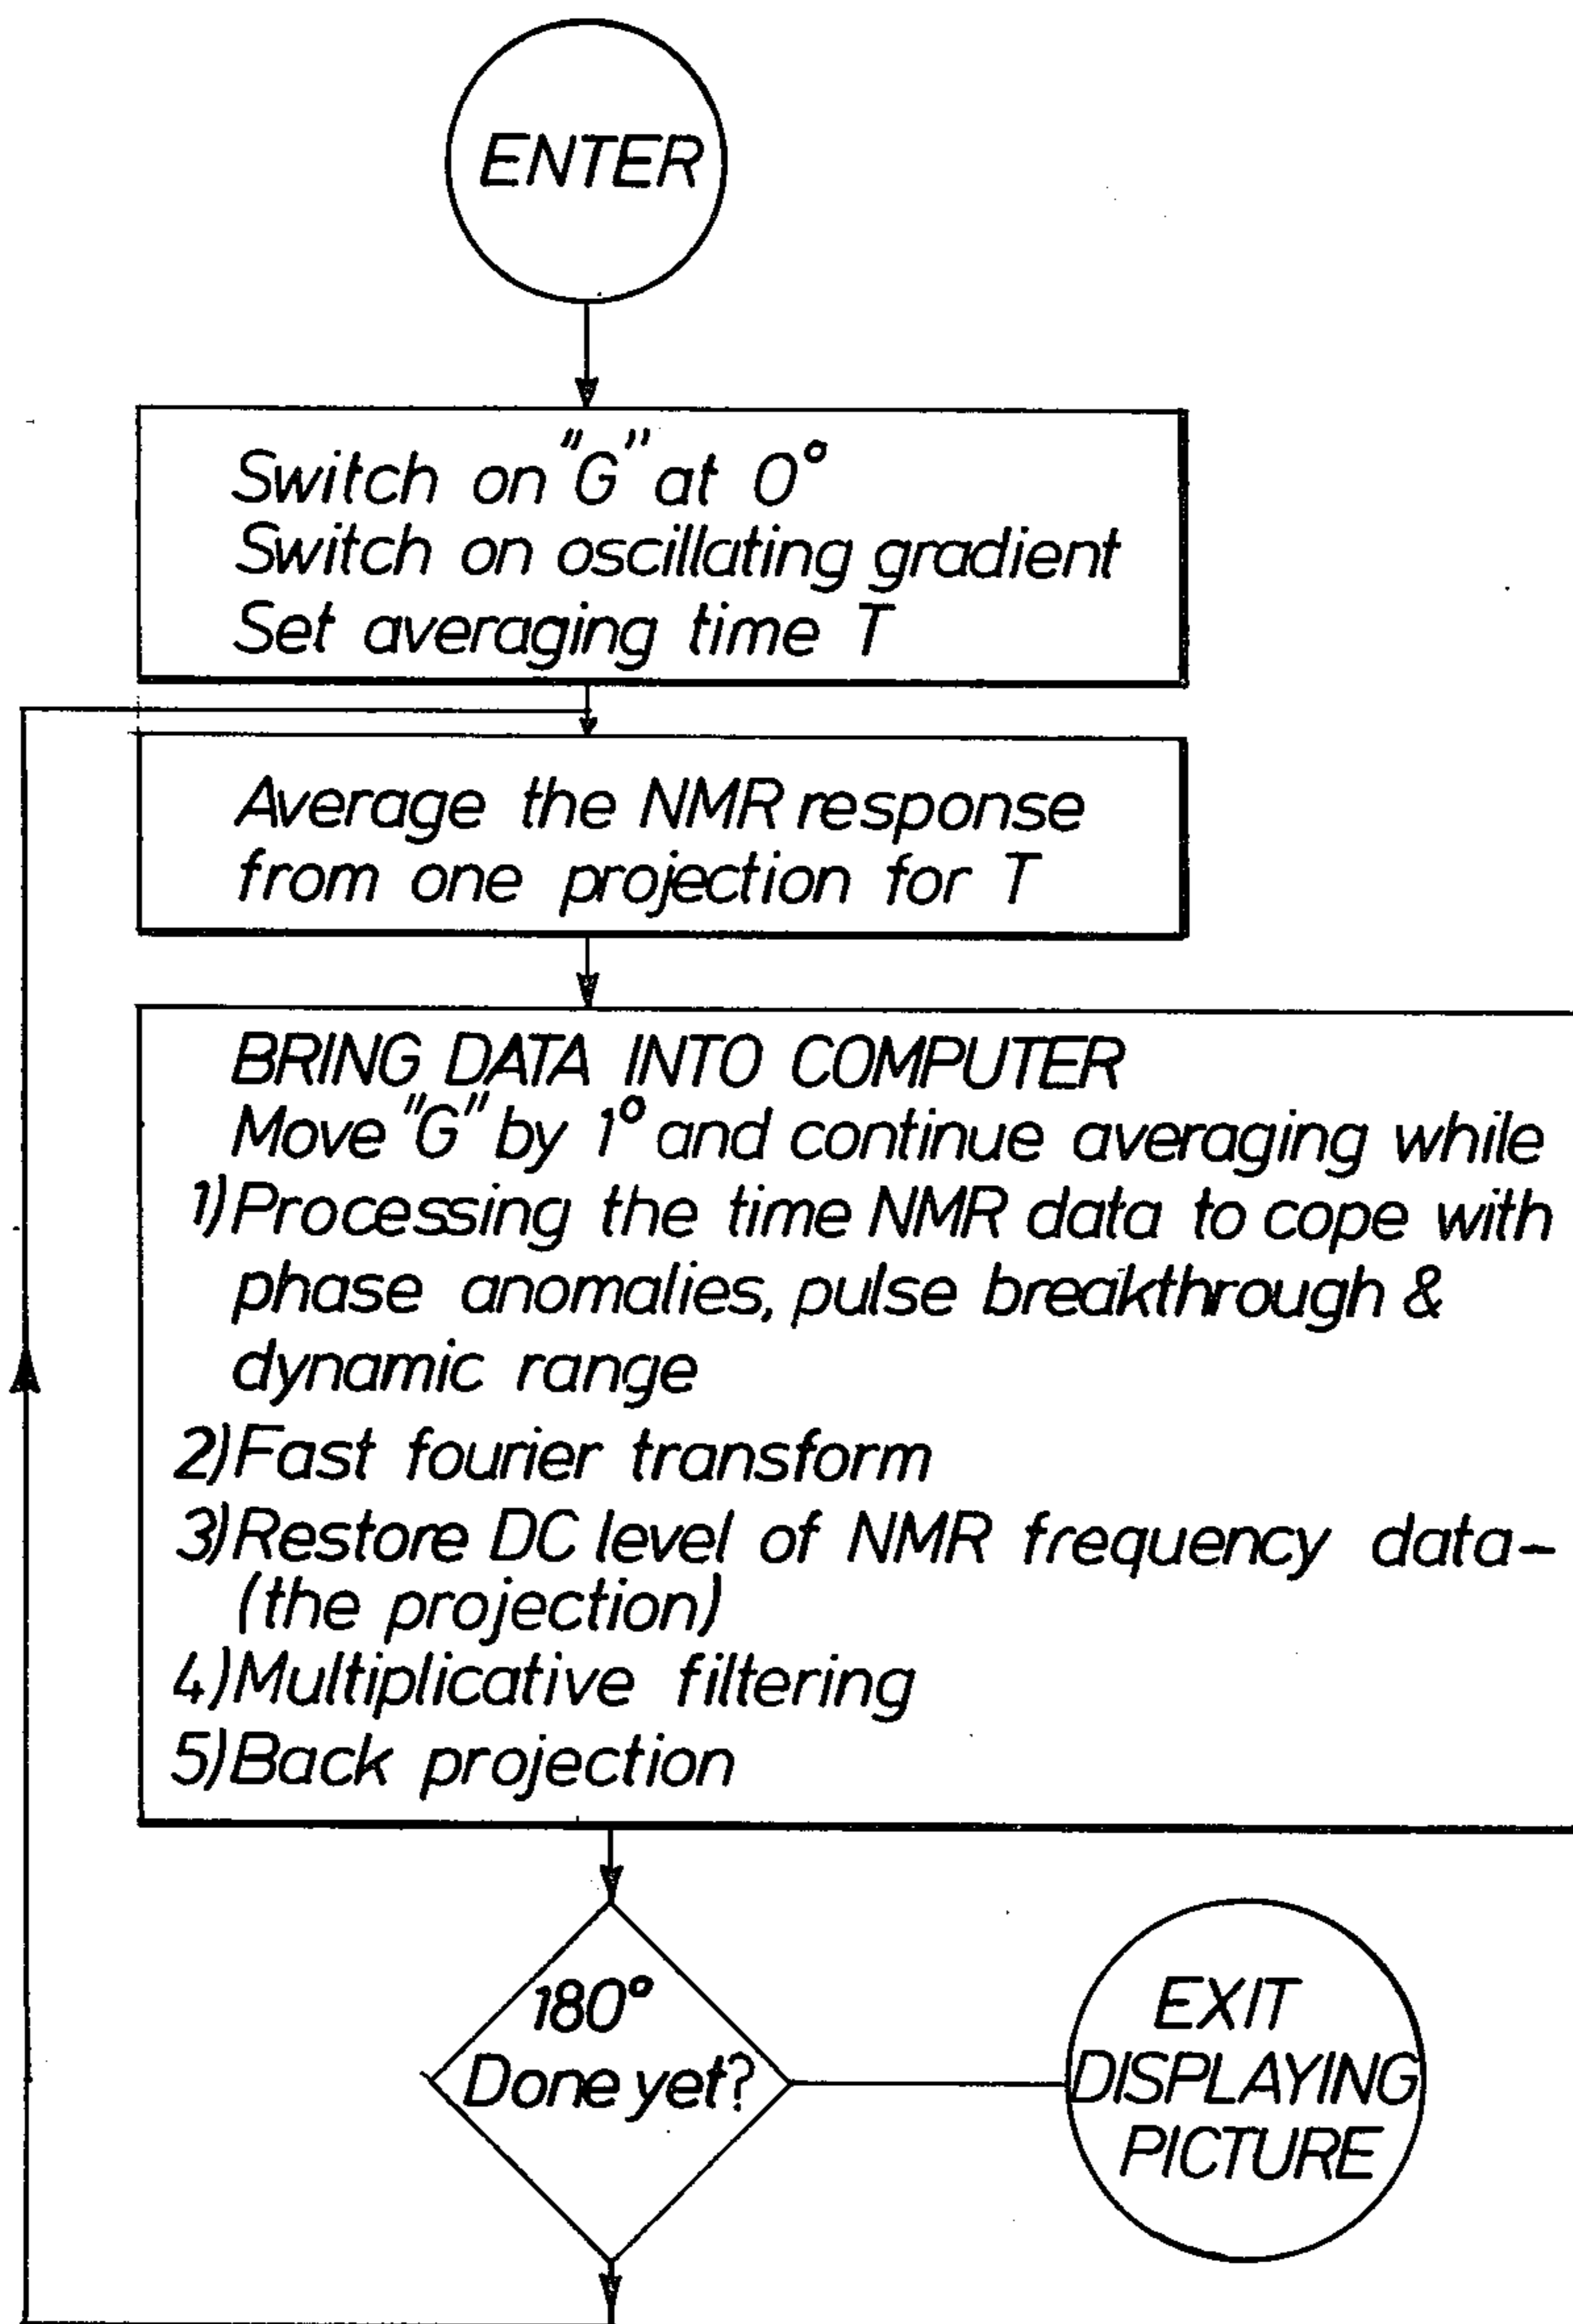 ENTER
Switch on "G" at 0°
Switch on oscillating gradient
Set averaging time T
Average the NMR response
from one projection for T
BRING DATA INTO COMPUTER
Move "G" by 1° and continue averaging while
1) Processing the time NMR data to cope with
phase anomalies, pulse breakthrough &
dynamic range
2) Fast fourier transform
3) Restore DC level of NMR frequency data-
(the projection)
4) Multiplicative filtering
5) Back projection
180°
Done yet?
EXIT
DISPLAYING
PICTURE